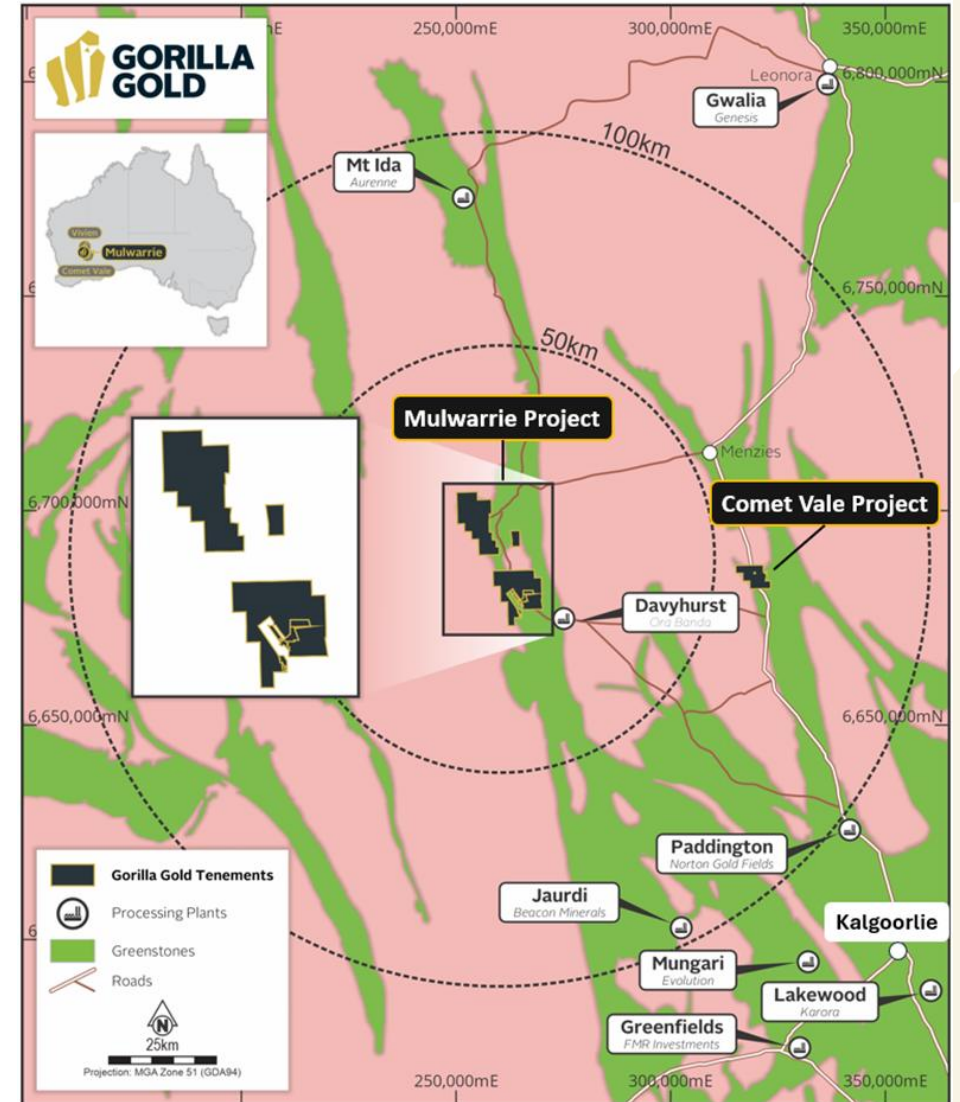 GORILLA
GOLD
mE
250,000mE
300,000mE
350,000mE
Leonora
6,800,000mN
Gwalia
Genesis
100km
Mt Ida
Aurenne
Vivien
Mulwarrie
Comet Vale
6,750,000mN
50km
Mulwarrie Project
Menzies
6,700,000mN
Comet Vale Project
Davyhurst
Ora Banda
6,650,000mN
6,650,000mN
Paddington
Norton Gold Fields
Jaurdi
Beacon Minerals
Kalgoorlie
Mungari
Evolution
Lakewood
Karora
Greenfields
FMR Investments
Gorilla Gold Tenements
Processing Plants
Greenstones
Roads
N
25km
Projection: MGA Zone 51 (GDA94)
250,000mE
300,000mE
350,000mE